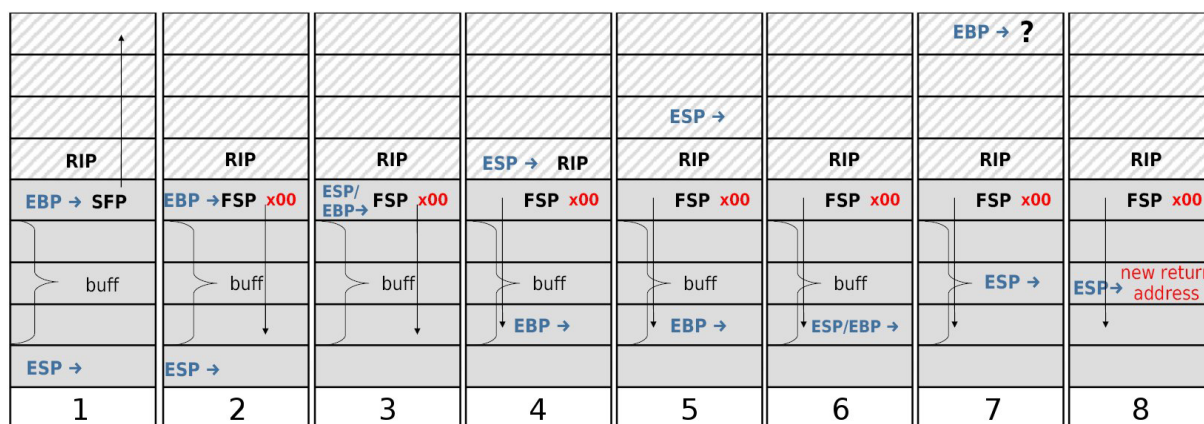 RIP
EBP → SFP
buff
ESP →
1
RIP
EBP →FSP x00
buff
ESP →
2
RIP
ESP/
EBP→ FSP x00
buff
3
ESP → RIP
FSP x00
buff
EBP →
4
ESP →
RIP
FSP x00
buff
EBP →
5
RIP
FSP x00
buff
ESP/EBP →
6
EBP → ?
RIP
FSP x00
ESP →
7
RIP
FSP x00
new return
ESP→ address
8